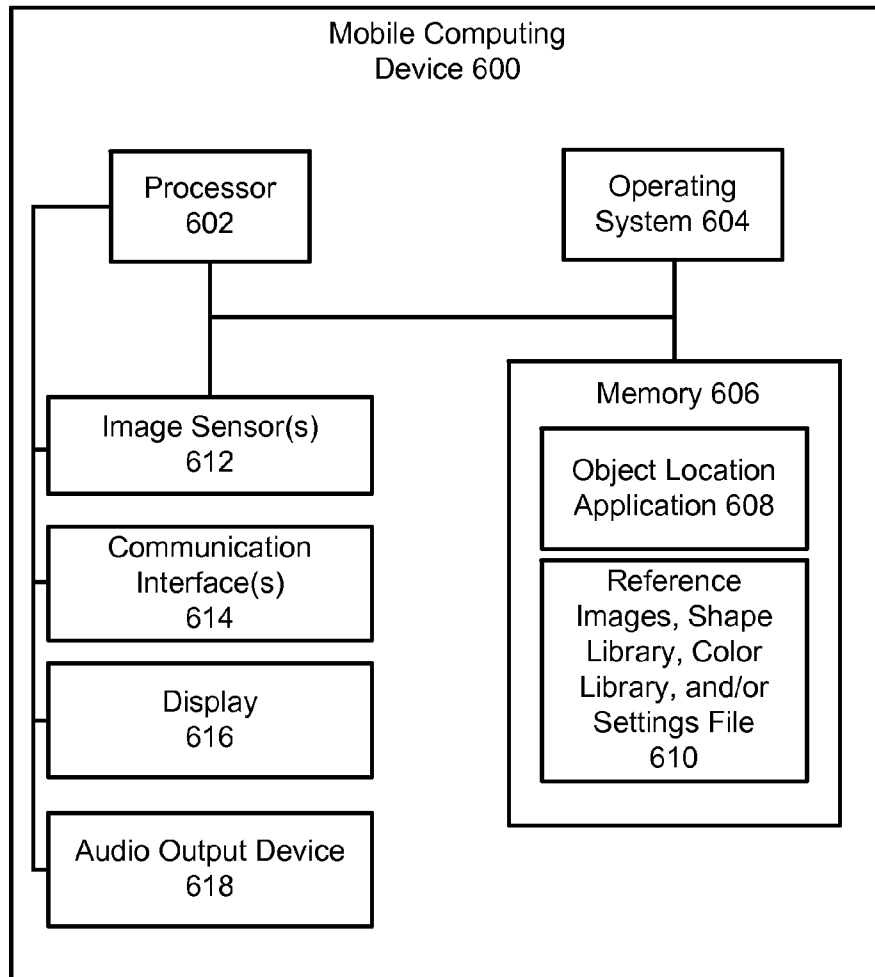 Mobile Computing
Device 600
Processor
602
Operating
System 604
Image Sensor(s)
612
Communication
Interface(s)
614
Display
616
Audio Output Device
618
Memory 606
Object Location
Application 608
Reference
Images, Shape
Library, Color
Library, and/or
Settings File
610